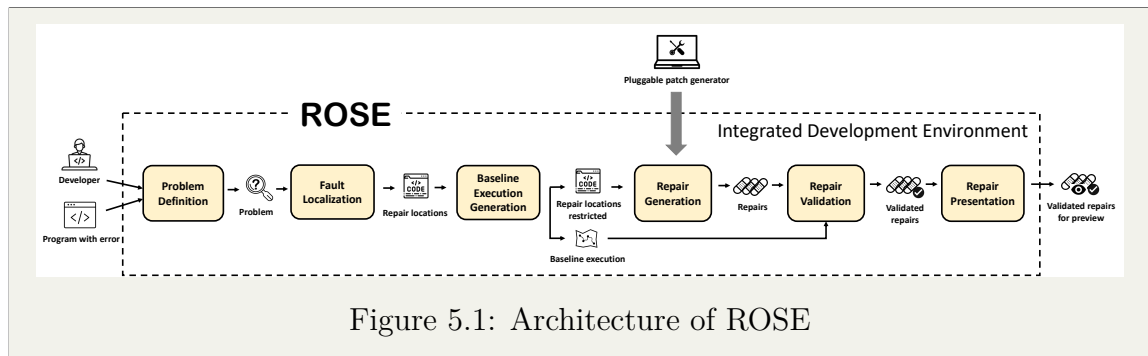 Pluggable patch generator
ROSE
Integrated Development Environment
Developer
Program with error
Problem
Definition
Problem
Fault
Localization
CODE
Repair locations
Baseline
Execution
Generation
CODE
Repair locations
restricted
Baseline execution
Repair
Generation
Repairs
Repair
Validation
Validated
repairs
Repair
Presentation
Validated repairs
for preview
Figure 5.1: Architecture of ROSE